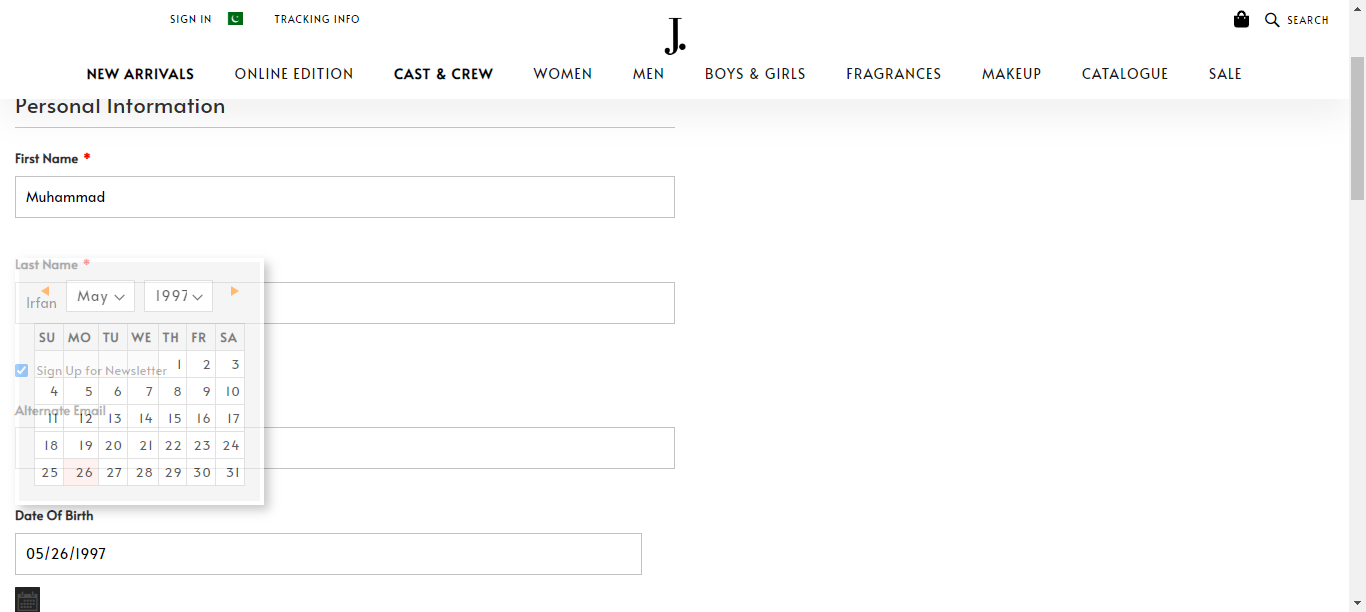 SIGN IN TRACKING INFO
J.
SEARCH
NEW ARRIVALS ONLINE EDITION CAST & CREW WOMEN MEN BOYS & GIRLS FRAGRANCES MAKEUP CATALOGUE SALE
Personal Information
First Name *
Muhammad
Last Name *
Irfan
May 1997
SU MO TU WE TH FR SA
1 2 3
Sign Up for Newsletter
4 5 6 7 8 9 10
Alternate Email
11 12 13 14 15 16 17
18 19 20 21 22 23 24
25 26 27 28 29 30 31
Date Of Birth
05/26/1997